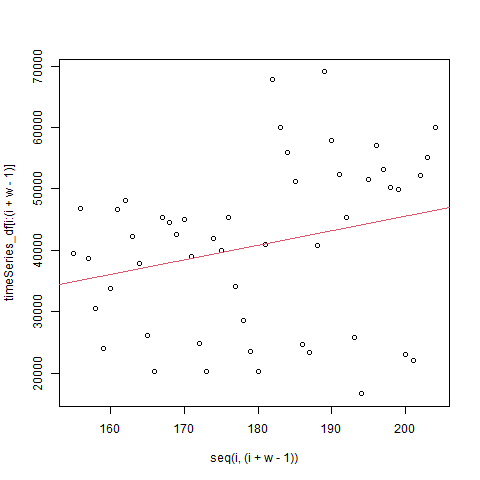 70000
60000
50000
40000
30000
20000
timeSeries_df[i:(i + w - 1)]
160 170 180 190 200
seq(i, (i + w - 1))